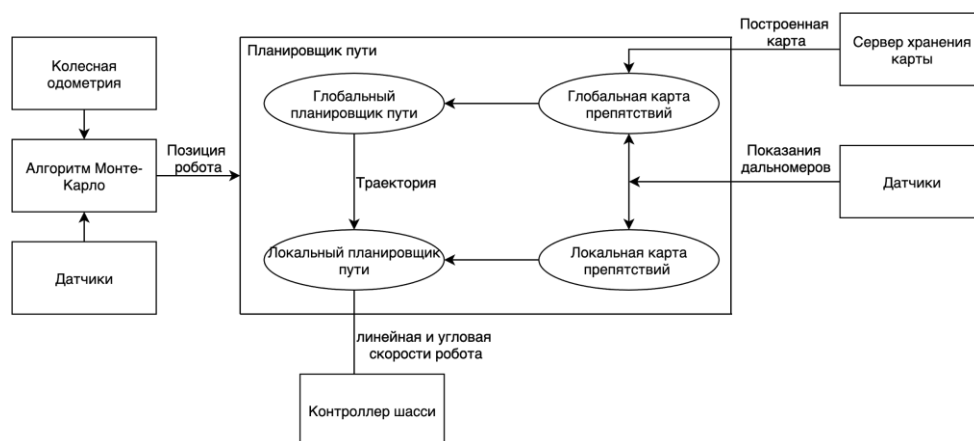 Колесная
одометрия
Алгоритм Монте-
Карло
Датчики
Позиция
робота
Планировщик пути
Глобальный
планировщик пути
Глобальная карта
препятствий
Траектория
Локальный планировщик
пути
Локальная карта
препятствий
линейная и угловая
скорости робота
Контроллер шасси
Построенная
карта
Сервер хранения
карты
Показания
дальномеров
Датчики